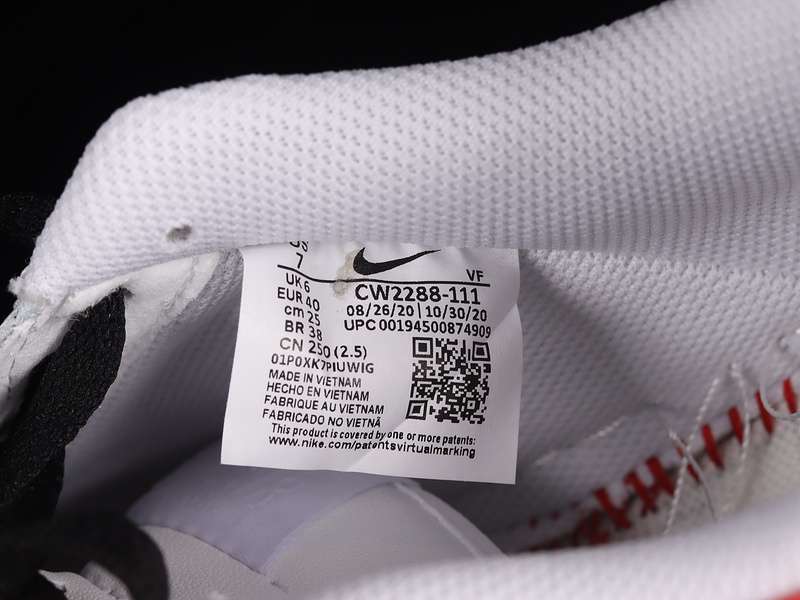 US
7
VF
UK 6
CW2288-111
EUR 40
08/26/20 | 10/30/20
cm 25
UPC 00194500874909
BR 38
CN 250 (2.5)
01P0XK7PIUWIG
MADE IN VIETNAM
HECHO EN VIETNAM
FABRIQUE AU VIETNAM
FABRICADO NO VIETNÃ
This product is covered by one or more patents:
www.nike.com/patentsvirtualmarking